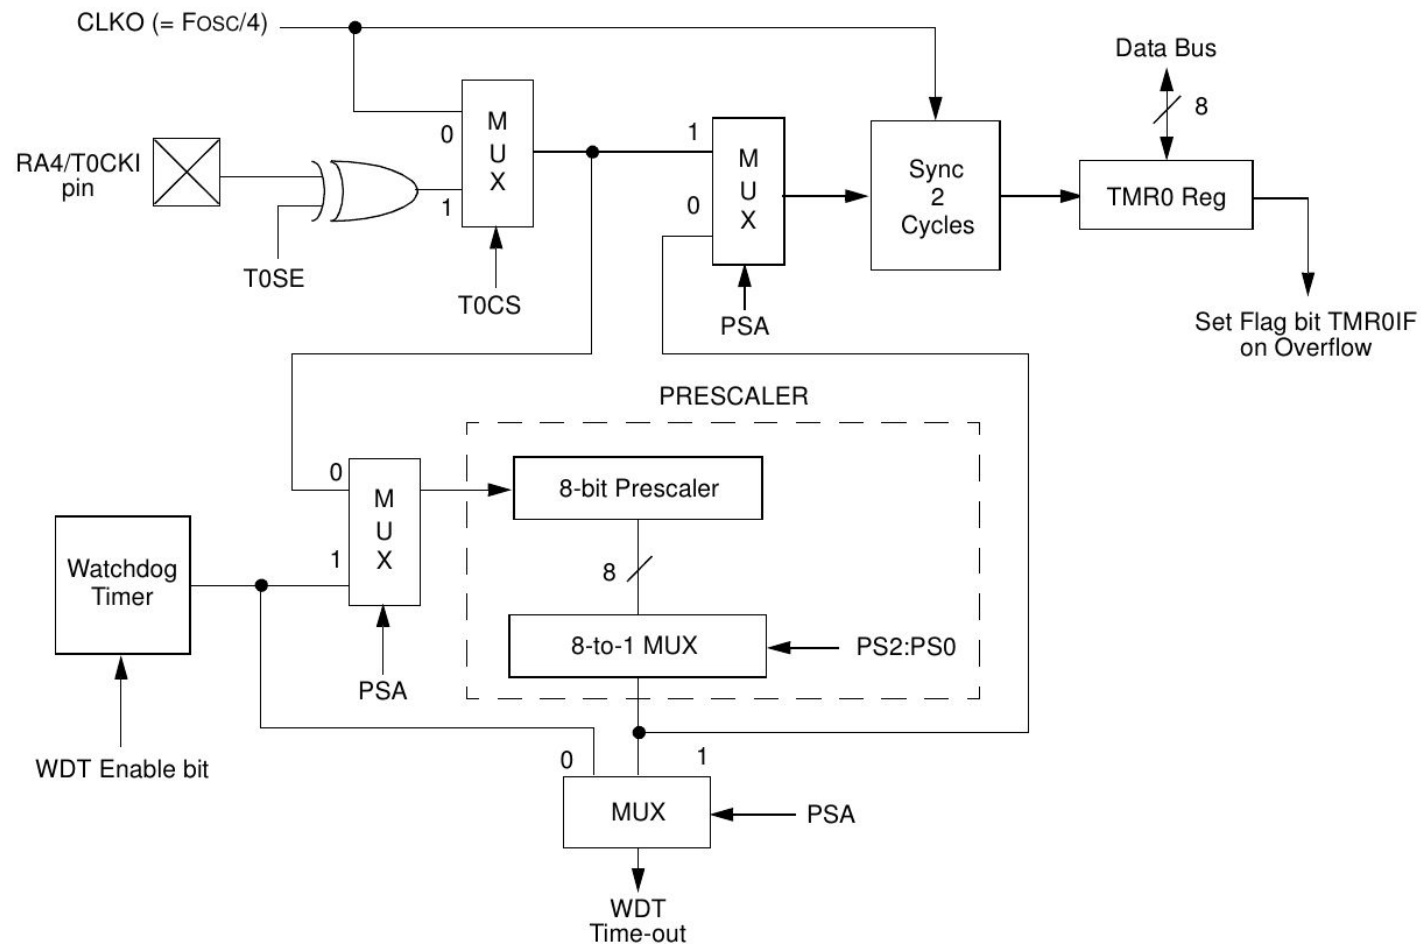 CLKO (= FOSC/4)
Data Bus
8
M
U
X
0
1
RA4/T0CKI
pin
T0SE
T0CS
1
0
M
U
X
PSA
Sync
2
Cycles
TMR0 Reg
Set Flag bit TMR0IF
on Overflow
PRESCALER
0
1
M
U
X
8-bit Prescaler
Watchdog
Timer
8
8-to-1 MUX
PS2:PS0
PSA
WDT Enable bit
0
1
MUX
PSA
WDT
Time-out